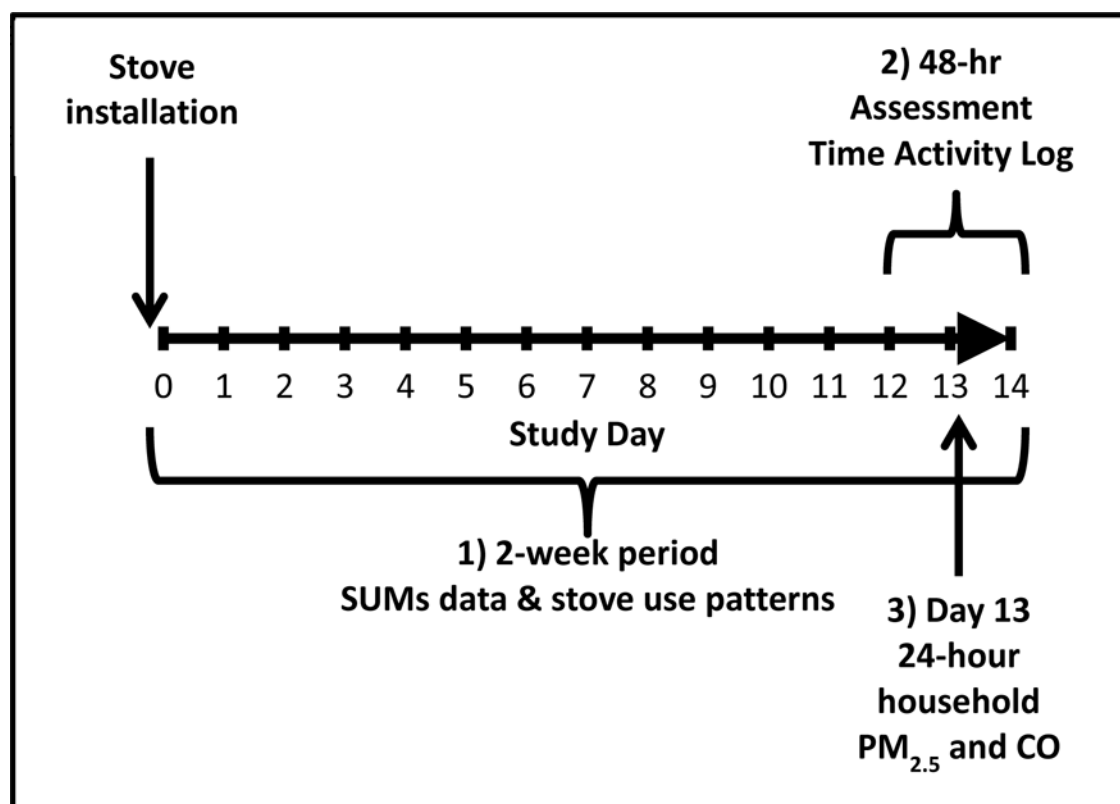 Stove
installation
2) 48-hr
Assessment
Time Activity Log
0 1 2 3 4 5 6 7 8 9 10 11 12 13 14
Study Day
1) 2-week period
SUMs data & stove use patterns
3) Day 13
24-hour
household
PM2.5 and CO